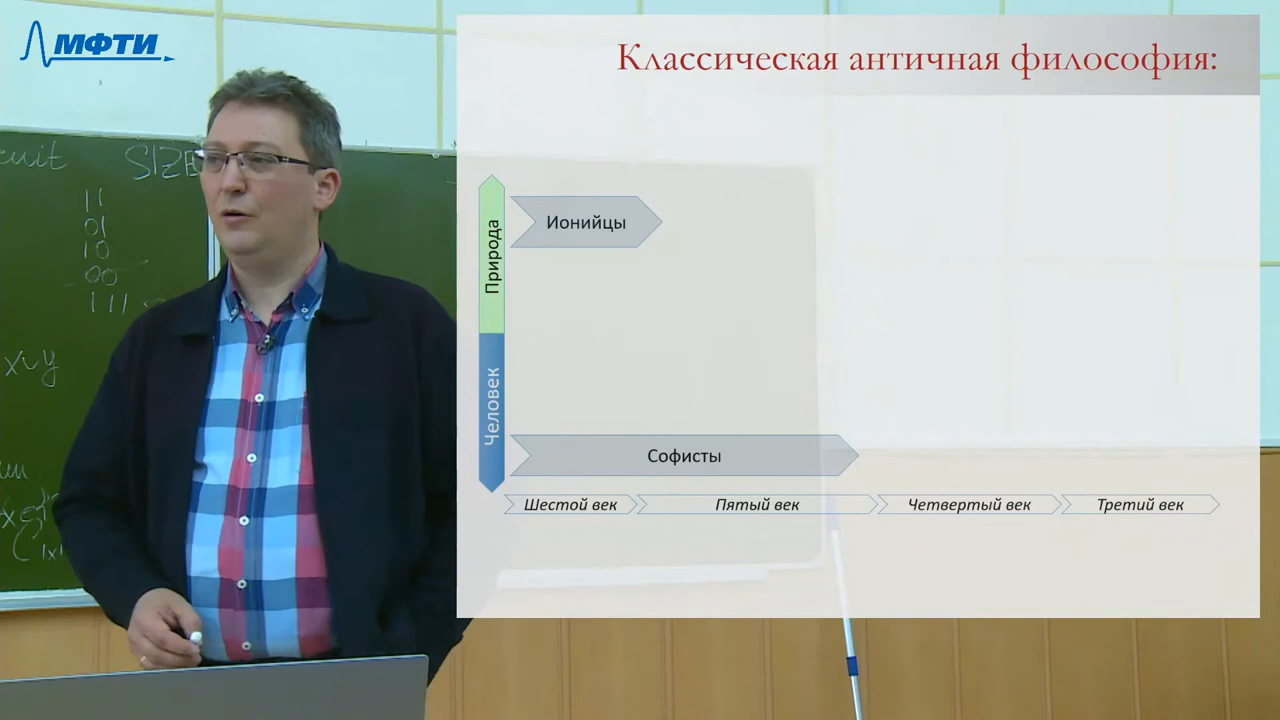 МФТИ
Классическая античная философия:
SIZE
11
01
10
00
111
x∨y
Природа
Ионийцы
Человек
Софисты
Шестой век
Пятый век
Четвертый век
Третий век